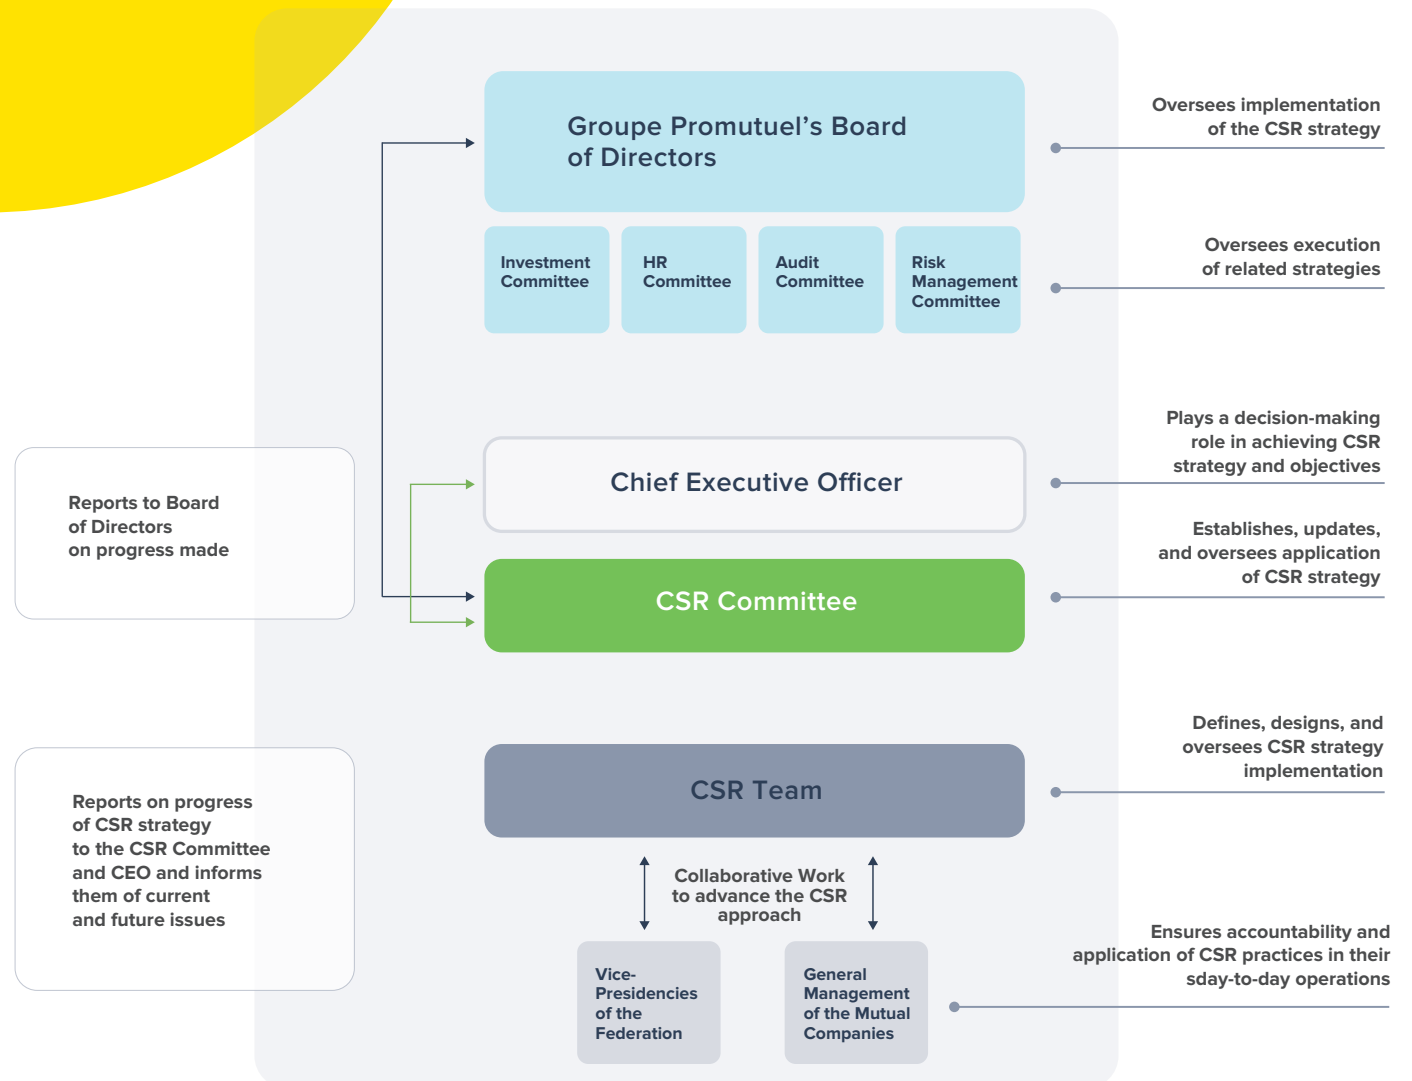 Groupe Promutuel's Board
of Directors
Oversees implementation
of the CSR strategy
Investment
Committee
HR
Committee
Audit
Committee
Risk
Management
Committee
Oversees execution
of related strategies
Reports to Board
of Directors
on progress made
Chief Executive Officer
Plays a decision-making
role in achieving CSR
strategy and objectives
CSR Committee
Establishes, updates,
and oversees application
of CSR strategy
Reports on progress
of CSR strategy
to the CSR Committee
and CEO and informs
them of current
and future issues
CSR Team
Defines, designs, and
oversees CSR strategy
implementation
Collaborative Work
to advance the CSR
approach
Vice-
Presidencies
of the
Federation
General
Management
of the Mutual
Companies
Ensures accountability and
application of CSR practices in their
sday-to-day operations